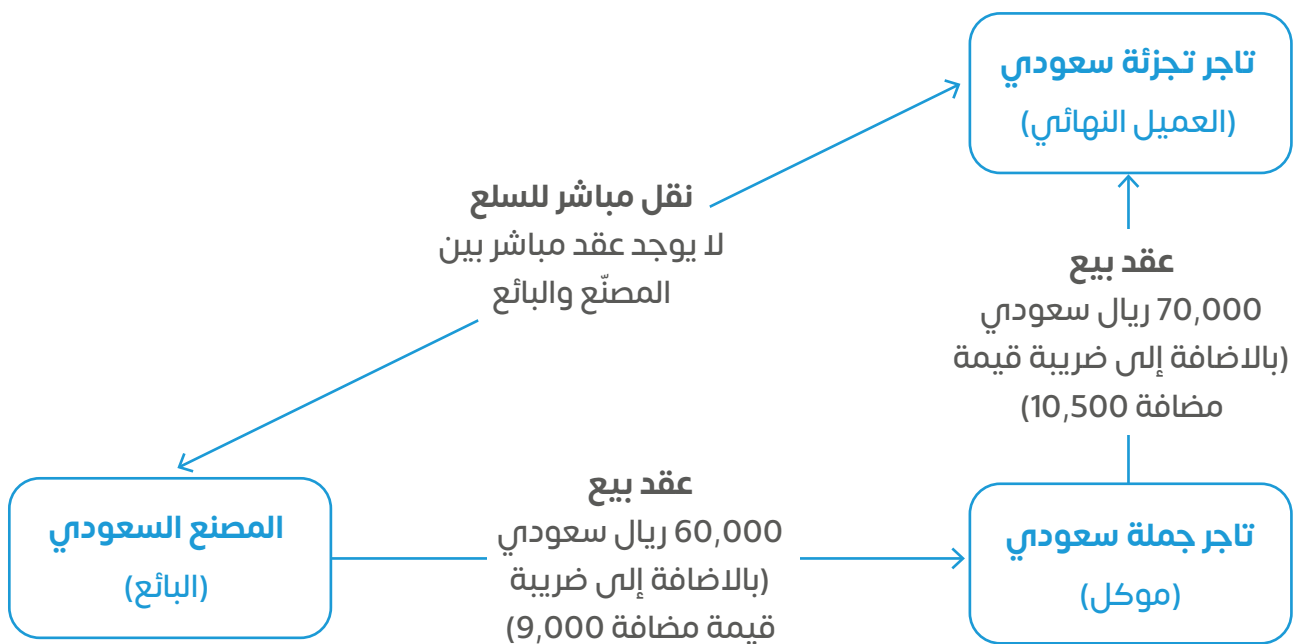 تاجر تجزئة سعودي
(العميل النهائي)
نقل مباشر للسلع
لا يوجد عقد مباشر بين
المصنّع والبائع
عقد بيع
70,000 ريال سعودي
(بالاضافة إلى ضريبة قيمة
مضافة 10,500)
المصنع السعودي
(البائع)
عقد بيع
60,000 ريال سعودي
(بالاضافة إلى ضريبة
قيمة مضافة 9,000)
تاجر جملة سعودي
(موكل)